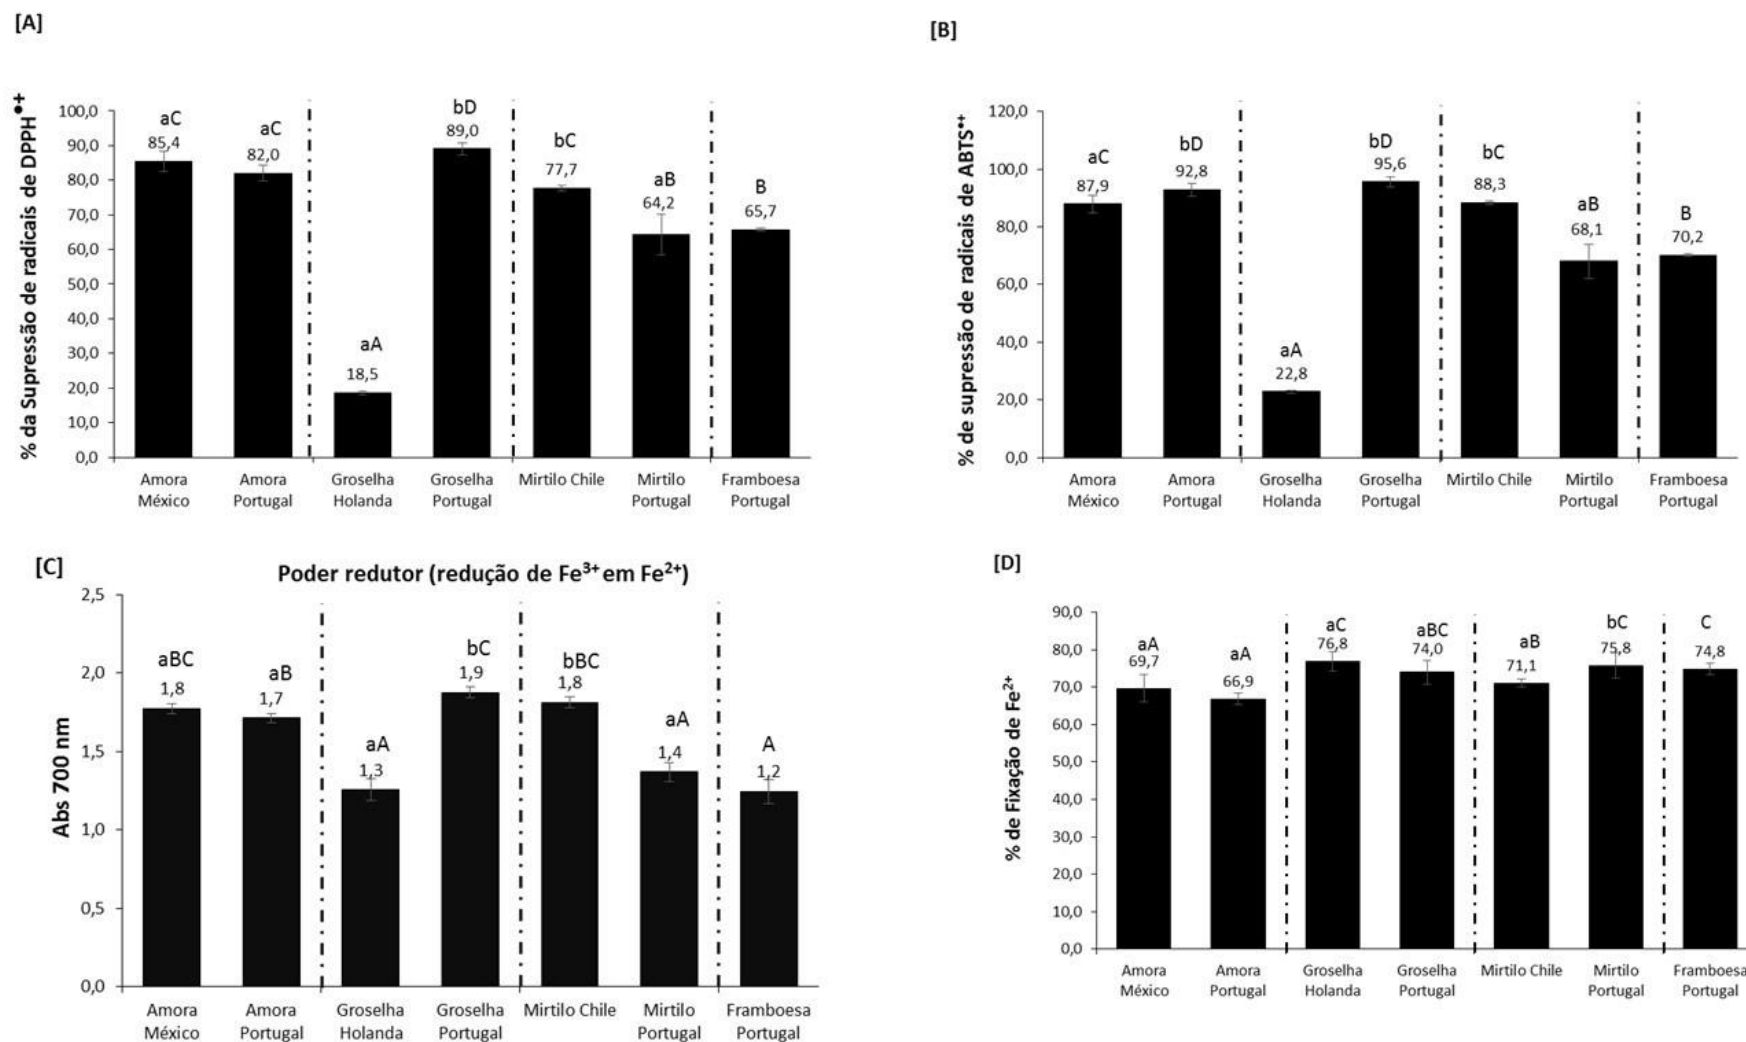 [A]
% da Supressão de radicais de DPPH•+
100,0
90,0
80,0
70,0
60,0
50,0
40,0
30,0
20,0
10,0
0,0
aC
85,4
aC
82,0
aA
18,5
bD
89,0
bC
77,7
aB
64,2
B
65,7
Amora
México
Amora
Portugal
Groselha
Holanda
Groselha
Portugal
Mirtilo Chile
Mirtilo
Portugal
Framboesa
Portugal
[B]
% de supressão de radicais de ABTS•+
120,0
100,0
80,0
60,0
40,0
20,0
0,0
aC
87,9
bD
92,8
aA
22,8
bD
95,6
bC
88,3
aB
68,1
B
70,2
Amora
México
Amora
Portugal
Groselha
Holanda
Groselha
Portugal
Mirtilo Chile
Mirtilo
Portugal
Framboesa
Portugal
[C]
Poder redutor (redução de Fe³⁺ em Fe²⁺)
Abs 700 nm
2,5
2,0
1,5
1,0
0,5
0,0
aBC
1,8
aB
1,7
aA
1,3
bC
1,9
bBC
1,8
aA
1,4
A
1,2
Amora
México
Amora
Portugal
Groselha
Holanda
Groselha
Portugal
Mirtilo Chile
Mirtilo
Portugal
Framboesa
Portugal
[D]
% de Fixação de Fe²⁺
90,0
80,0
70,0
60,0
50,0
40,0
30,0
20,0
10,0
0,0
aA
69,7
aA
66,9
aC
76,8
aBC
74,0
aB
71,1
bC
75,8
C
74,8
Amora
México
Amora
Portugal
Groselha
Holanda
Groselha
Portugal
Mirtilo Chile
Mirtilo
Portugal
Framboesa
Portugal